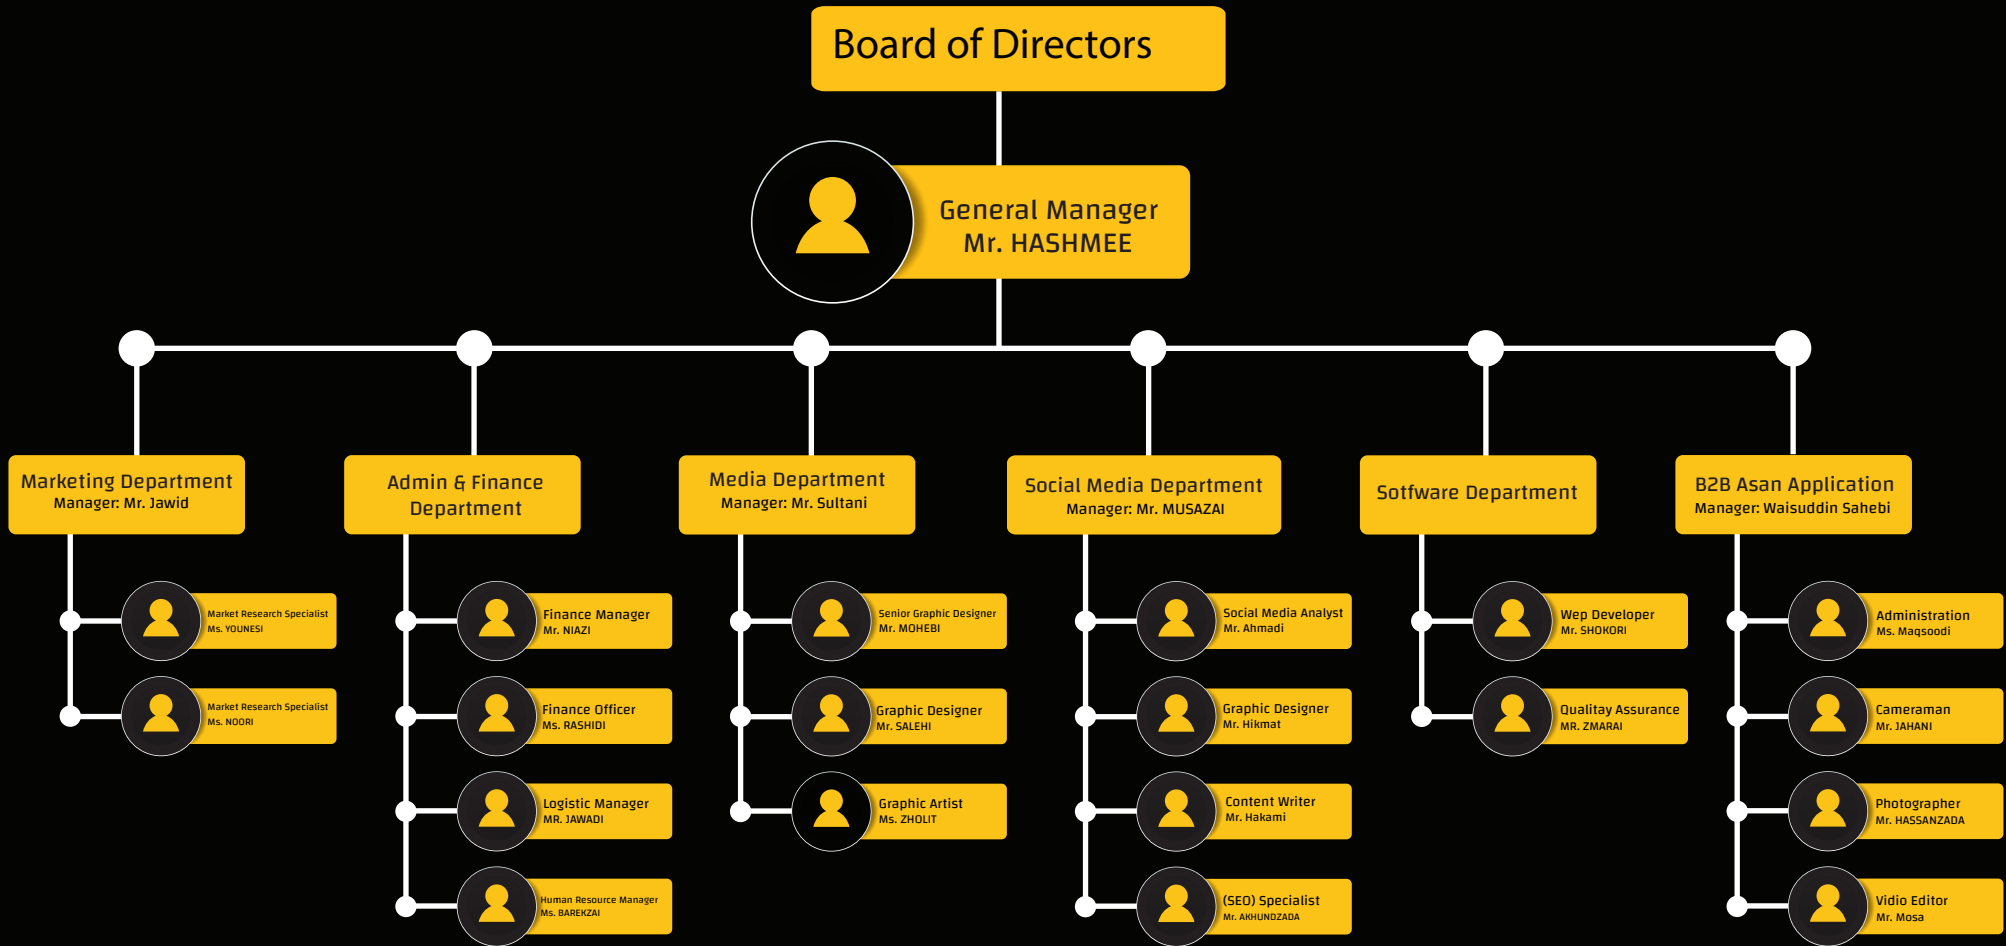 Board of Directors
General Manager
Mr. HASHMEE
Marketing Department
Manager: Mr. Jawid
Market Research Specialist
Ms. YOUNESI
Market Research Specialist
Ms. NOORI
Admin & Finance
Department
Finance Manager
Mr. NIAZI
Finance Officer
Ms. RASHIDI
Logistic Manager
MR. JAWADI
Human Resource Manager
Ms. BAREKZAI
Media Department
Manager: Mr. Sultani
Senior Graphic Designer
Mr. MOHEBI
Graphic Designer
Mr. SALEHI
Graphic Artist
Ms. ZHOLIT
Social Media Department
Manager: Mr. MUSAZAI
Social Media Analyst
Mr. Ahmadi
Graphic Designer
Mr. Hikmat
Content Writer
Mr. Hakami
(SEO) Specialist
Mr. AKHUNDZADA
Sotfware Department
Wep Developer
Mr. SHOKORI
Qualitay Assurance
MR. ZMARAI
B2B Asan Application
Manager: Waisuddin Sahebi
Administration
Ms. Maqsoodi
Cameraman
Mr. JAHANI
Photographer
Mr. HASSANZADA
Vidio Editor
Mr. Mosa